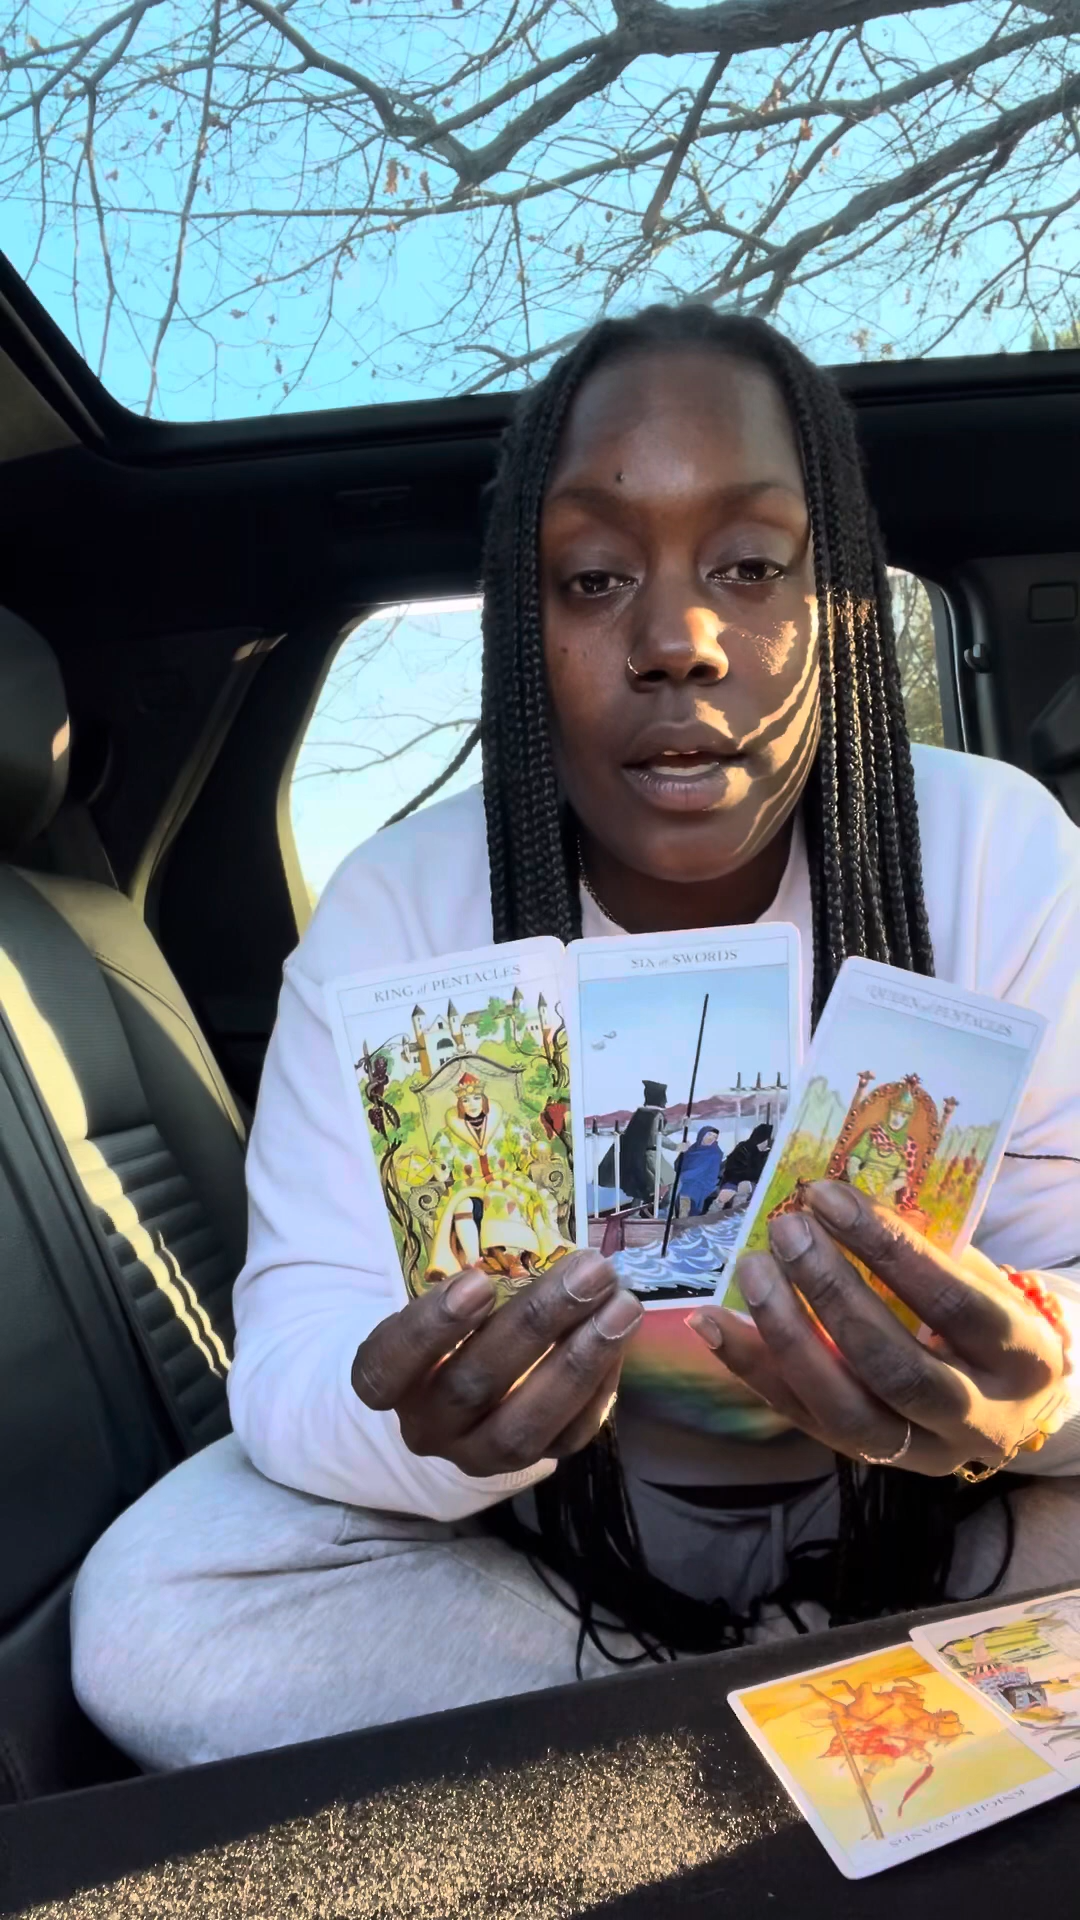 KING of PENTACLES
SIX of SWORDS
QUEEN of PENTACLES
KNIGHT of WANDS